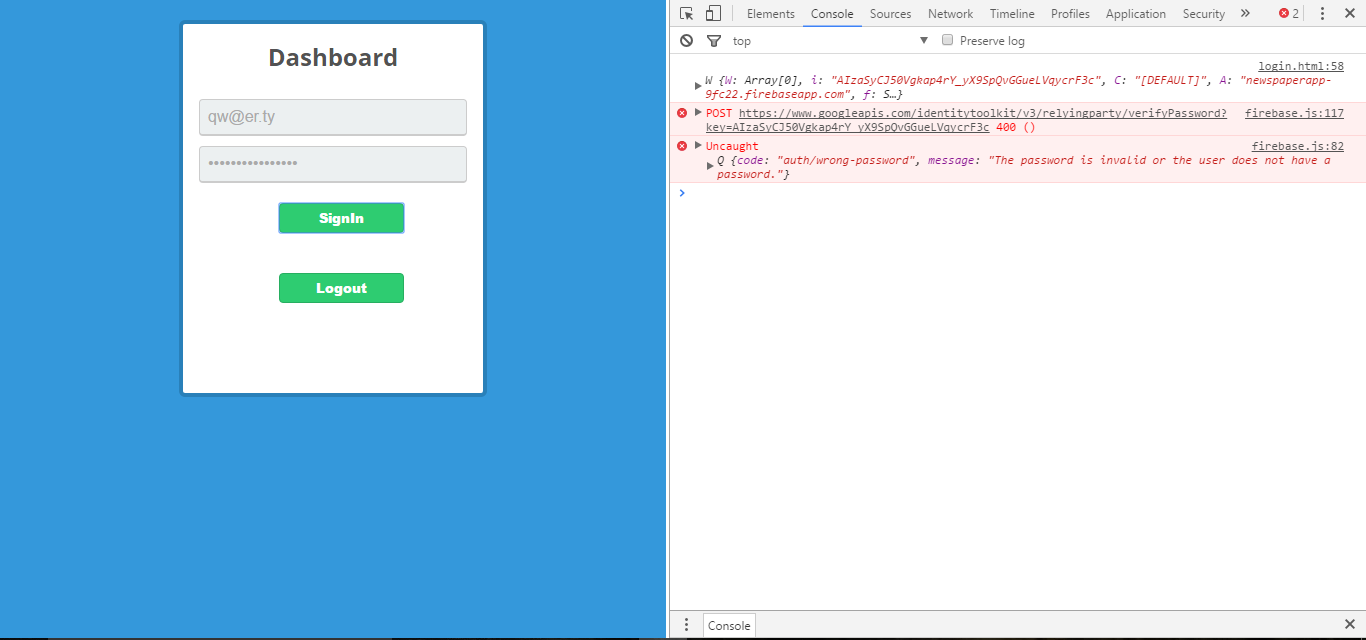 Dashboard
qw@er.ty
••••••••••••••••
SignIn
Logout
Elements Console Sources Network Timeline Profiles Application Security » 2
top Preserve log
login.html:58
W {W: Array[0], i: "AIzaSyCJ50Vgkap4rY_yX9SpQvGGueLVqycrF3c", C: "[DEFAULT]", A: "newspaperapp-
9fc22.firebaseapp.com", f: S…}
POST https://www.googleapis.com/identitytoolkit/v3/relyingparty/verifyPassword? firebase.js:117
key=AIzaSyCJ50Vgkap4rY_yX9SpQvGGueLVqycrF3c 400 ()
Uncaught firebase.js:82
Q {code: "auth/wrong-password", message: "The password is invalid or the user does not have a
password."}
Console